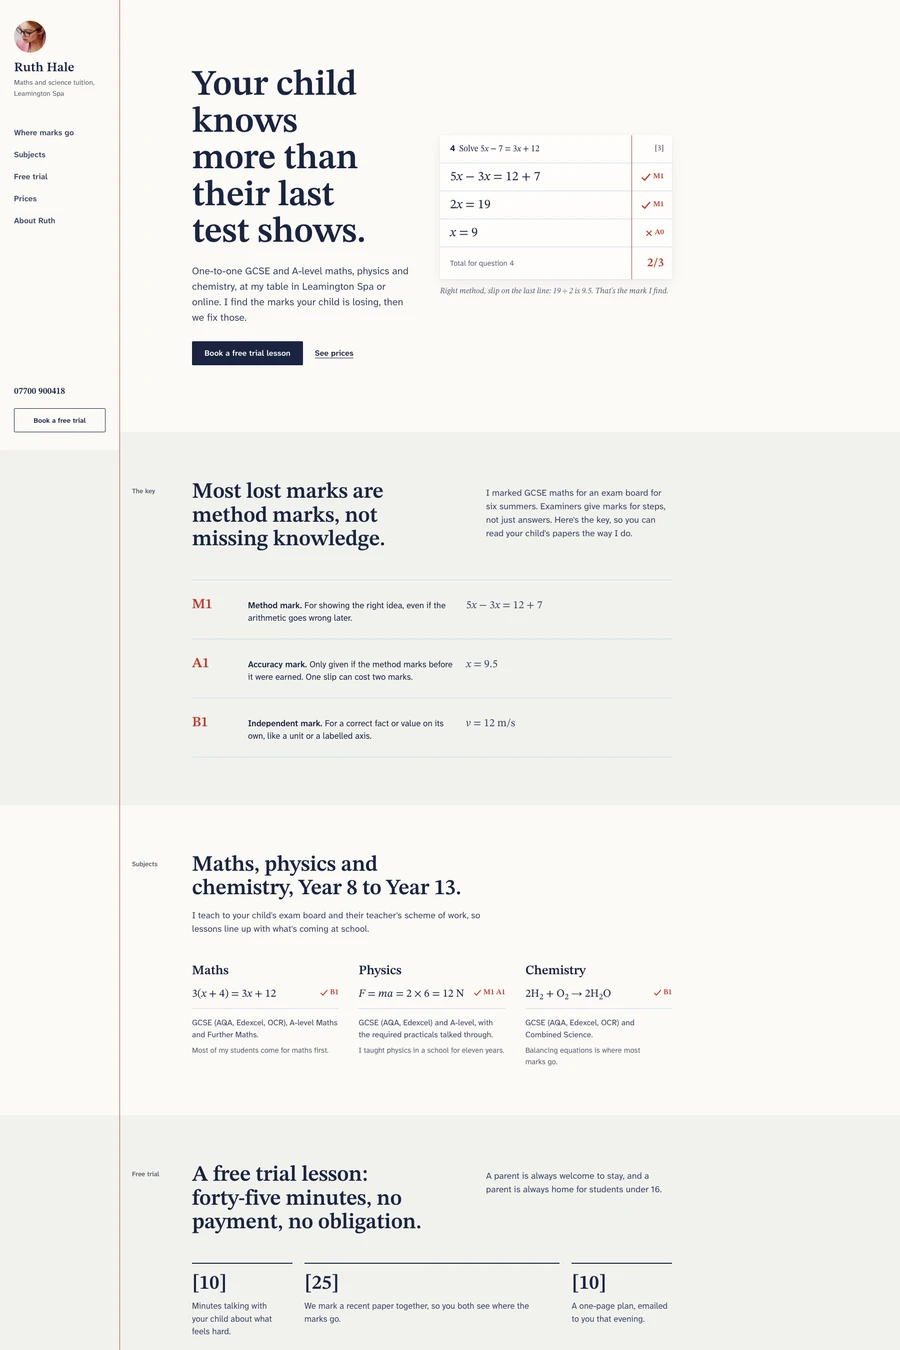 Ruth Hale
Maths and science tuition,
Leamington Spa
Where marks go
Subjects
Free trial
Prices
About Ruth
07700 900418
Book a free trial
Your child
knows
more than
their last
test shows.
One-to-one GCSE and A-level maths, physics and
chemistry, at my table in Leamington Spa or
online. I find the marks your child is losing, then
we fix those.
Book a free trial lesson
See prices
4 Solve 5x − 7 = 3x + 12 [3]
5x − 3x = 12 + 7 ✓ M1
2x = 19 ✓ M1
x = 9 ✗ A0
Total for question 4 2/3
Right method, slip on the last line: 19 ÷ 2 is 9.5. That's the mark I find.
The key
Most lost marks are
method marks, not
missing knowledge.
I marked GCSE maths for an exam board for
six summers. Examiners give marks for steps,
not just answers. Here's the key, so you can
read your child's papers the way I do.
M1
Method mark. For showing the right idea, even if the
arithmetic goes wrong later.
5x − 3x = 12 + 7
A1
Accuracy mark. Only given if the method marks before
it were earned. One slip can cost two marks.
x = 9.5
B1
Independent mark. For a correct fact or value on its
own, like a unit or a labelled axis.
v = 12 m/s
Subjects
Maths, physics and
chemistry, Year 8 to Year 13.
I teach to your child's exam board and their teacher's scheme of work, so
lessons line up with what's coming at school.
Maths
3(x + 4) = 3x + 12 ✓ B1
GCSE (AQA, Edexcel, OCR), A-level Maths
and Further Maths.
Most of my students come for maths first.
Physics
F = ma = 2 × 6 = 12 N ✓ M1 A1
GCSE (AQA, Edexcel) and A-level, with
the required practicals talked through.
I taught physics in a school for eleven years.
Chemistry
2H₂ + O₂ → 2H₂O ✓ B1
GCSE (AQA, Edexcel, OCR) and
Combined Science.
Balancing equations is where most
marks go.
Free trial
A free trial lesson:
forty-five minutes, no
payment, no obligation.
A parent is always welcome to stay, and a
parent is always home for students under 16.
[10]
Minutes talking with
your child about what
feels hard.
[25]
We mark a recent paper together, so you both see where the
marks go.
[10]
A one-page plan, emailed
to you that evening.